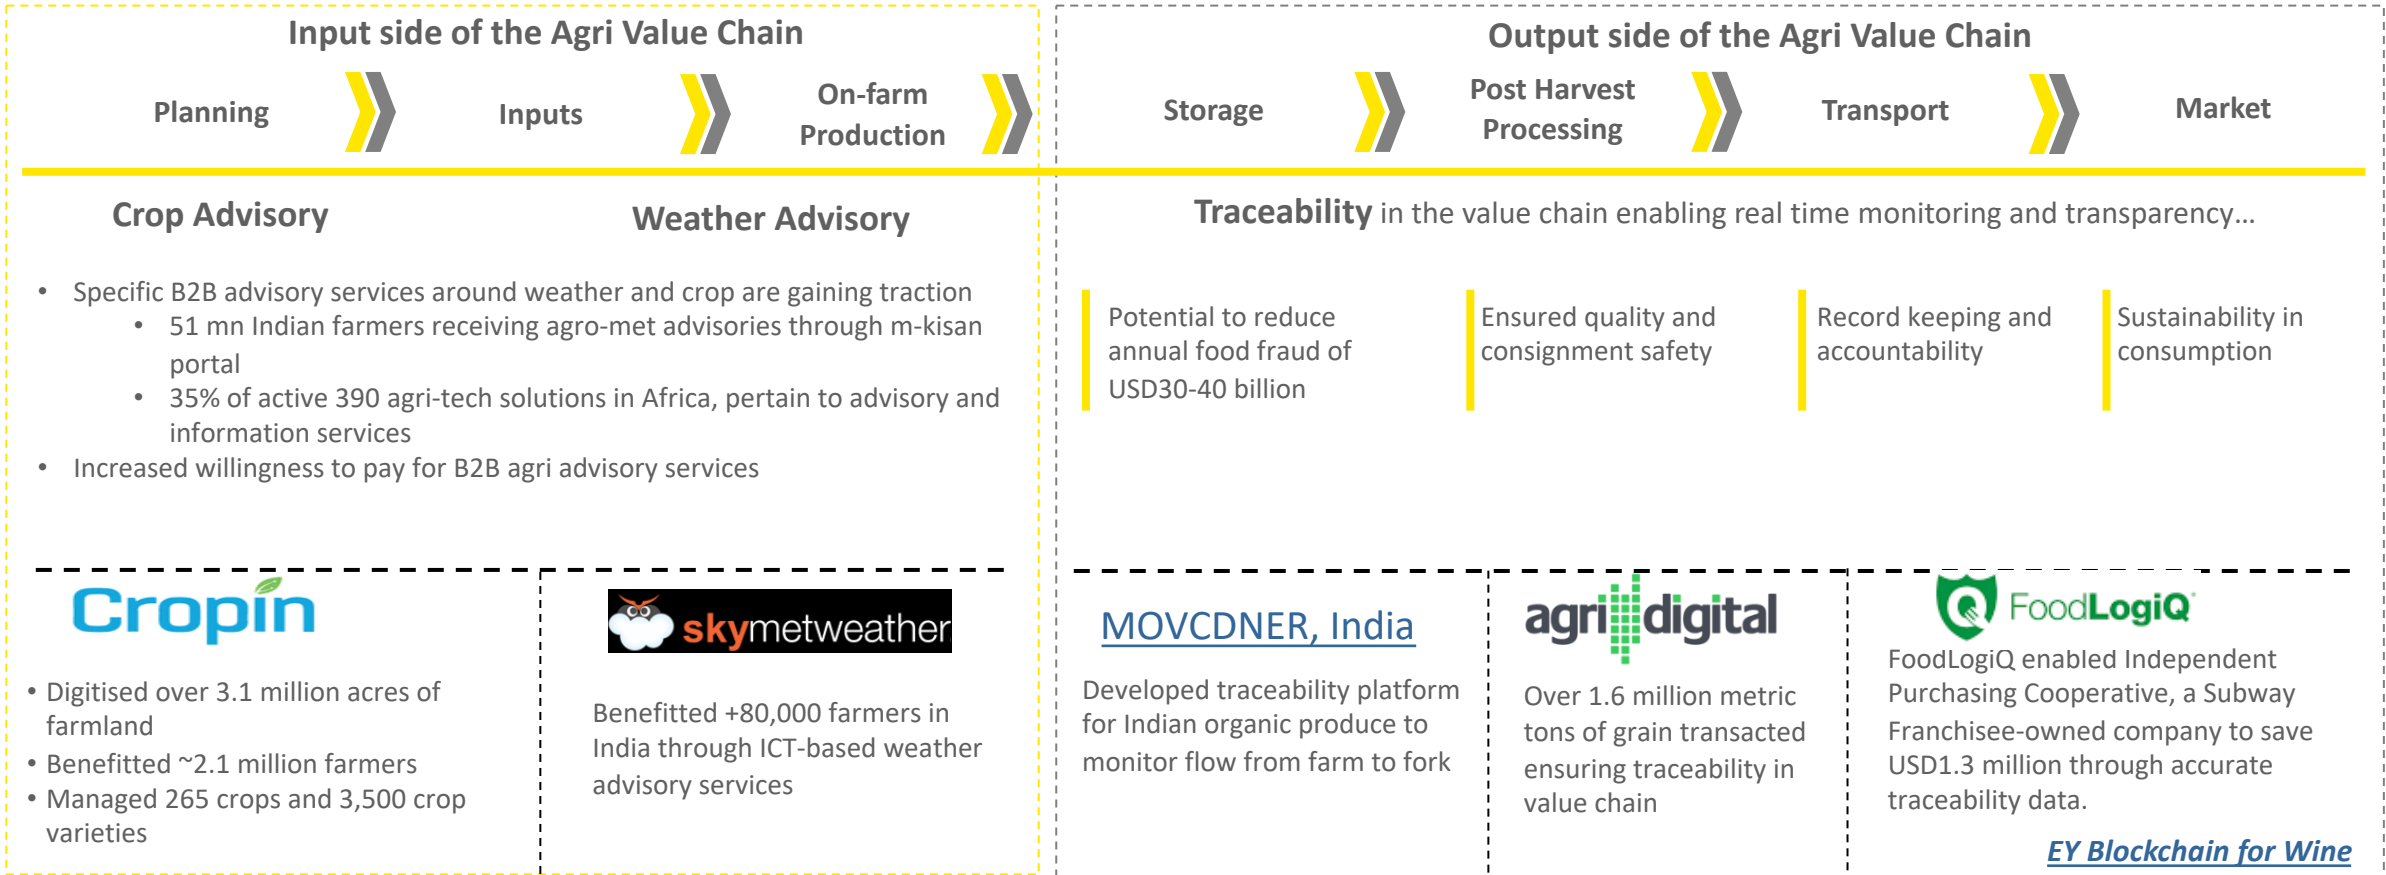 Input side of the Agri Value Chain
Planning
Inputs
On-farm
Production
Crop Advisory
Weather Advisory
• Specific B2B advisory services around weather and crop are gaining traction
• 51 mn Indian farmers receiving agro-met advisories through m-kisan
portal
• 35% of active 390 agri-tech solutions in Africa, pertain to advisory and
information services
• Increased willingness to pay for B2B agri advisory services
Cropin
• Digitised over 3.1 million acres of
farmland
• Benefitted ~2.1 million farmers
• Managed 265 crops and 3,500 crop
varieties
skymetweather
Benefitted +80,000 farmers in
India through ICT-based weather
advisory services
Output side of the Agri Value Chain
Storage
Post Harvest
Processing
Transport
Market
Traceability in the value chain enabling real time monitoring and transparency…
Potential to reduce
annual food fraud of
USD30-40 billion
Ensured quality and
consignment safety
Record keeping and
accountability
Sustainability in
consumption
MOVCDNER, India
Developed traceability platform
for Indian organic produce to
monitor flow from farm to fork
agri digital
Over 1.6 million metric
tons of grain transacted
ensuring traceability in
value chain
FoodLogiQ
FoodLogiQ enabled Independent
Purchasing Cooperative, a Subway
Franchisee-owned company to save
USD1.3 million through accurate
traceability data.
EY Blockchain for Wine